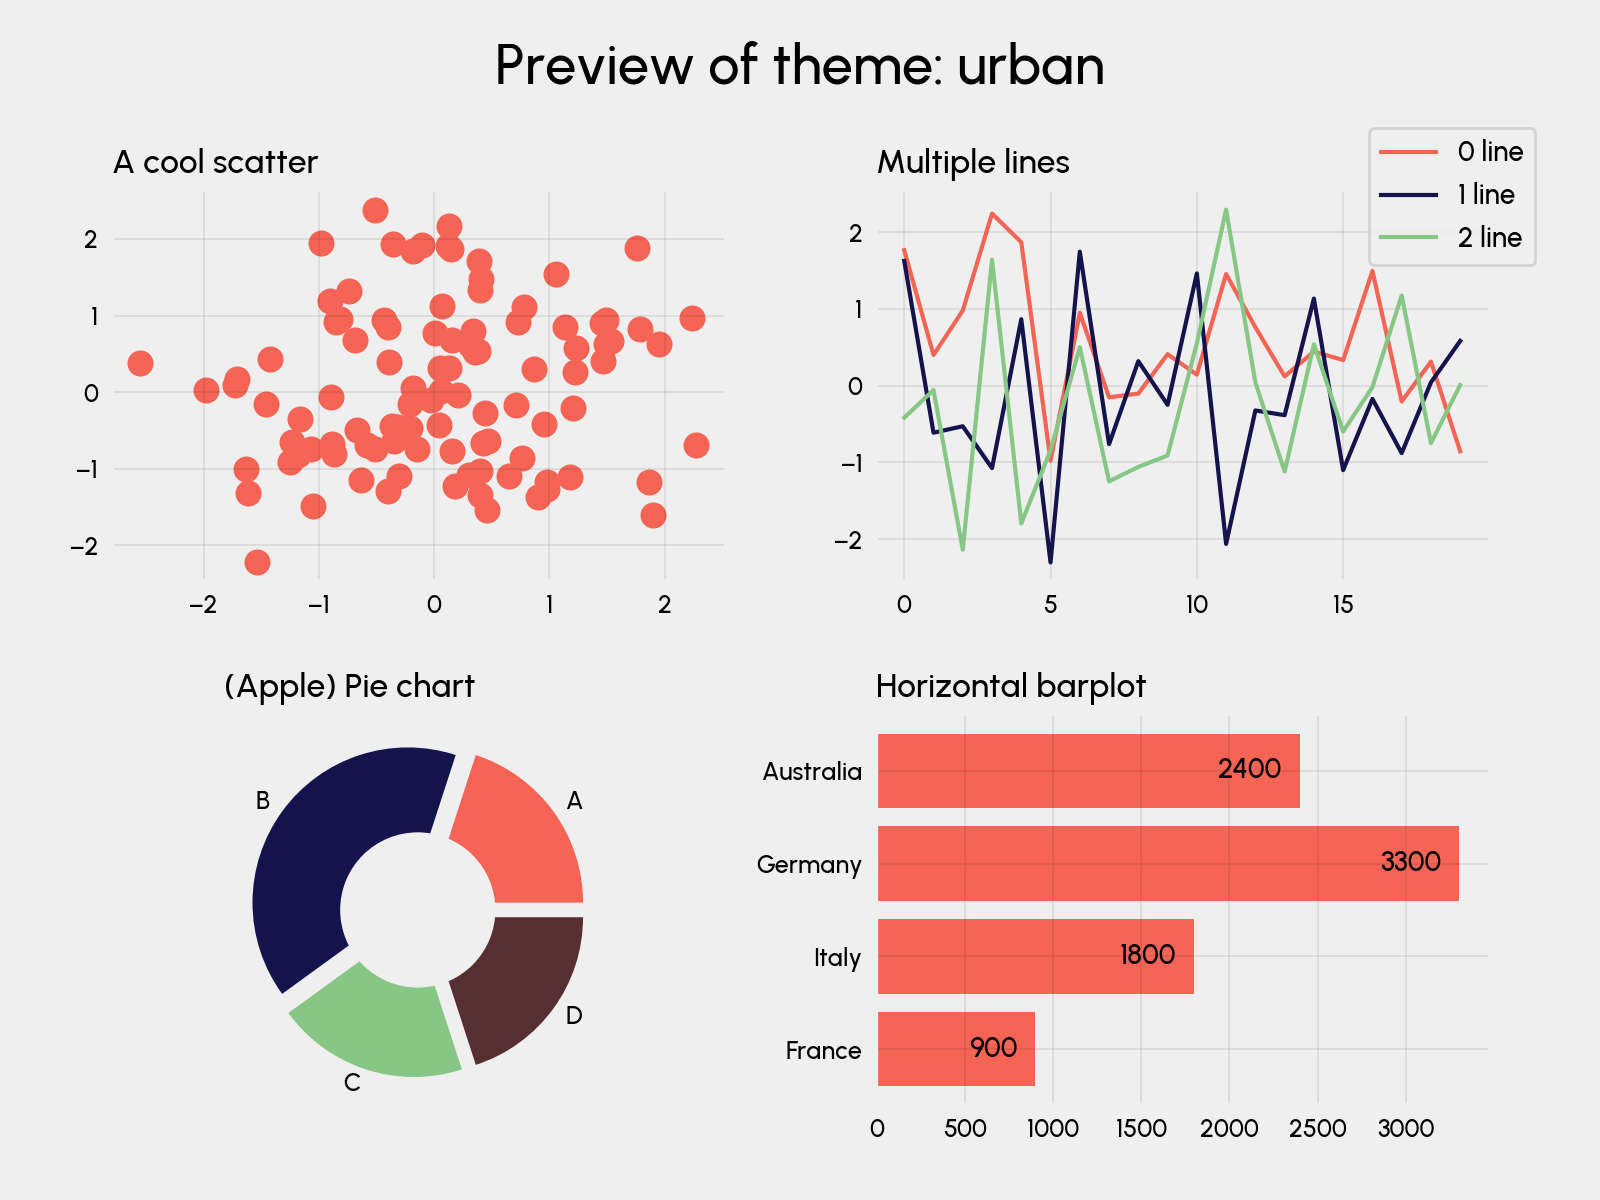 Preview of theme: urban
A cool scatter
2
1
0
−1
−2
−2 −1 0 1 2
Multiple lines
0 line
1 line
2 line
2
1
0
−1
−2
0 5 10 15
(Apple) Pie chart
A
B
C
D
Horizontal barplot
Australia 2400
Germany 3300
Italy 1800
France 900
0 500 1000 1500 2000 2500 3000